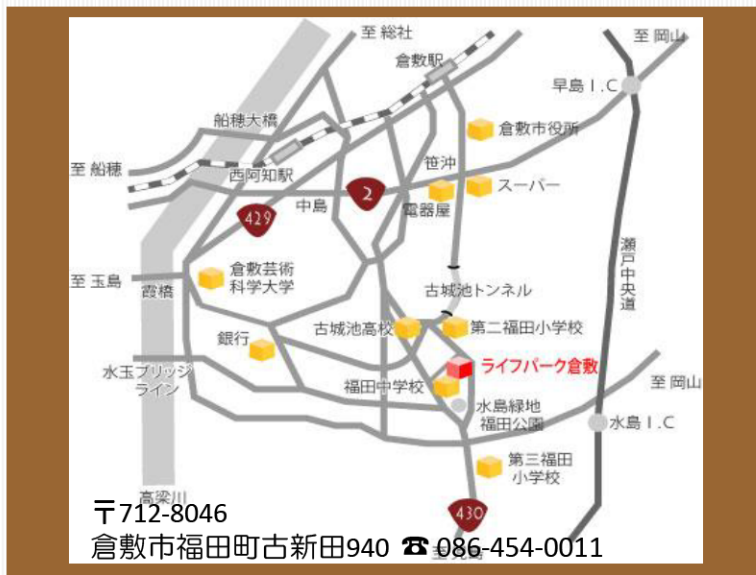 至 総社
至 岡山
倉敷駅
早島 I.C
船穂大橋
倉敷市役所
笹沖
至 船穂
西阿知駅
スーパー
2
中島
電器屋
429
瀬戸中央道
倉敷芸術
科学大学
至 玉島
霞橋
古城池トンネル
古城池高校
第二福田小学校
銀行
ライフパーク倉敷
水玉ブリッジ
ライン
福田中学校
至 岡山
水島緑地
福田公園
水島 I.C
第三福田
小学校
高梁川
430
〒712-8046
倉敷市福田町古新田940 ☎ 086-454-0011